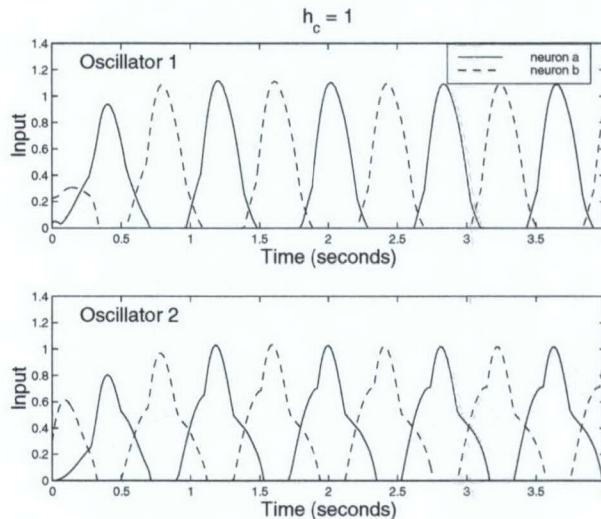 h_c = 1
Oscillator 1
neuron a
neuron b
Input
1.4
1.2
1
0.8
0.6
0.4
0.2
0
0 0.5 1 1.5 2 2.5 3 3.5
Time (seconds)
Oscillator 2
Input
1.4
1.2
1
0.8
0.6
0.4
0.2
0
0 0.5 1 1.5 2 2.5 3 3.5
Time (seconds)